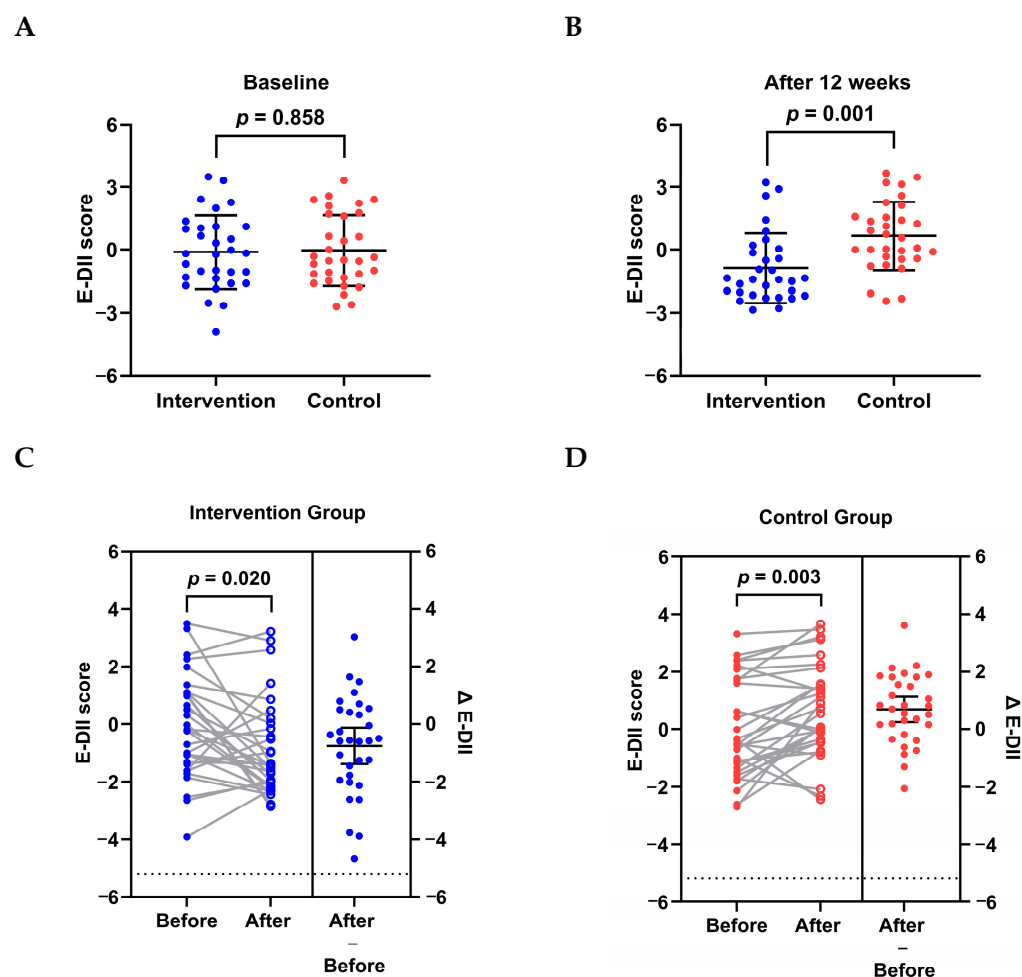 A
B
Baseline
p = 0.858
E-DII score
6
3
0
−3
−6
Intervention
Control
After 12 weeks
p = 0.001
E-DII score
6
3
0
−3
−6
Intervention
Control
C
D
Intervention Group
p = 0.020
E-DII score
6
4
2
0
−2
−4
−6
6
4
2
0
−2
−4
−6
Δ E-DII
Before
After
After
–
Before
Control Group
p = 0.003
E-DII score
6
4
2
0
−2
−4
−6
6
4
2
0
−2
−4
−6
Δ E-DII
Before
After
After
–
Before